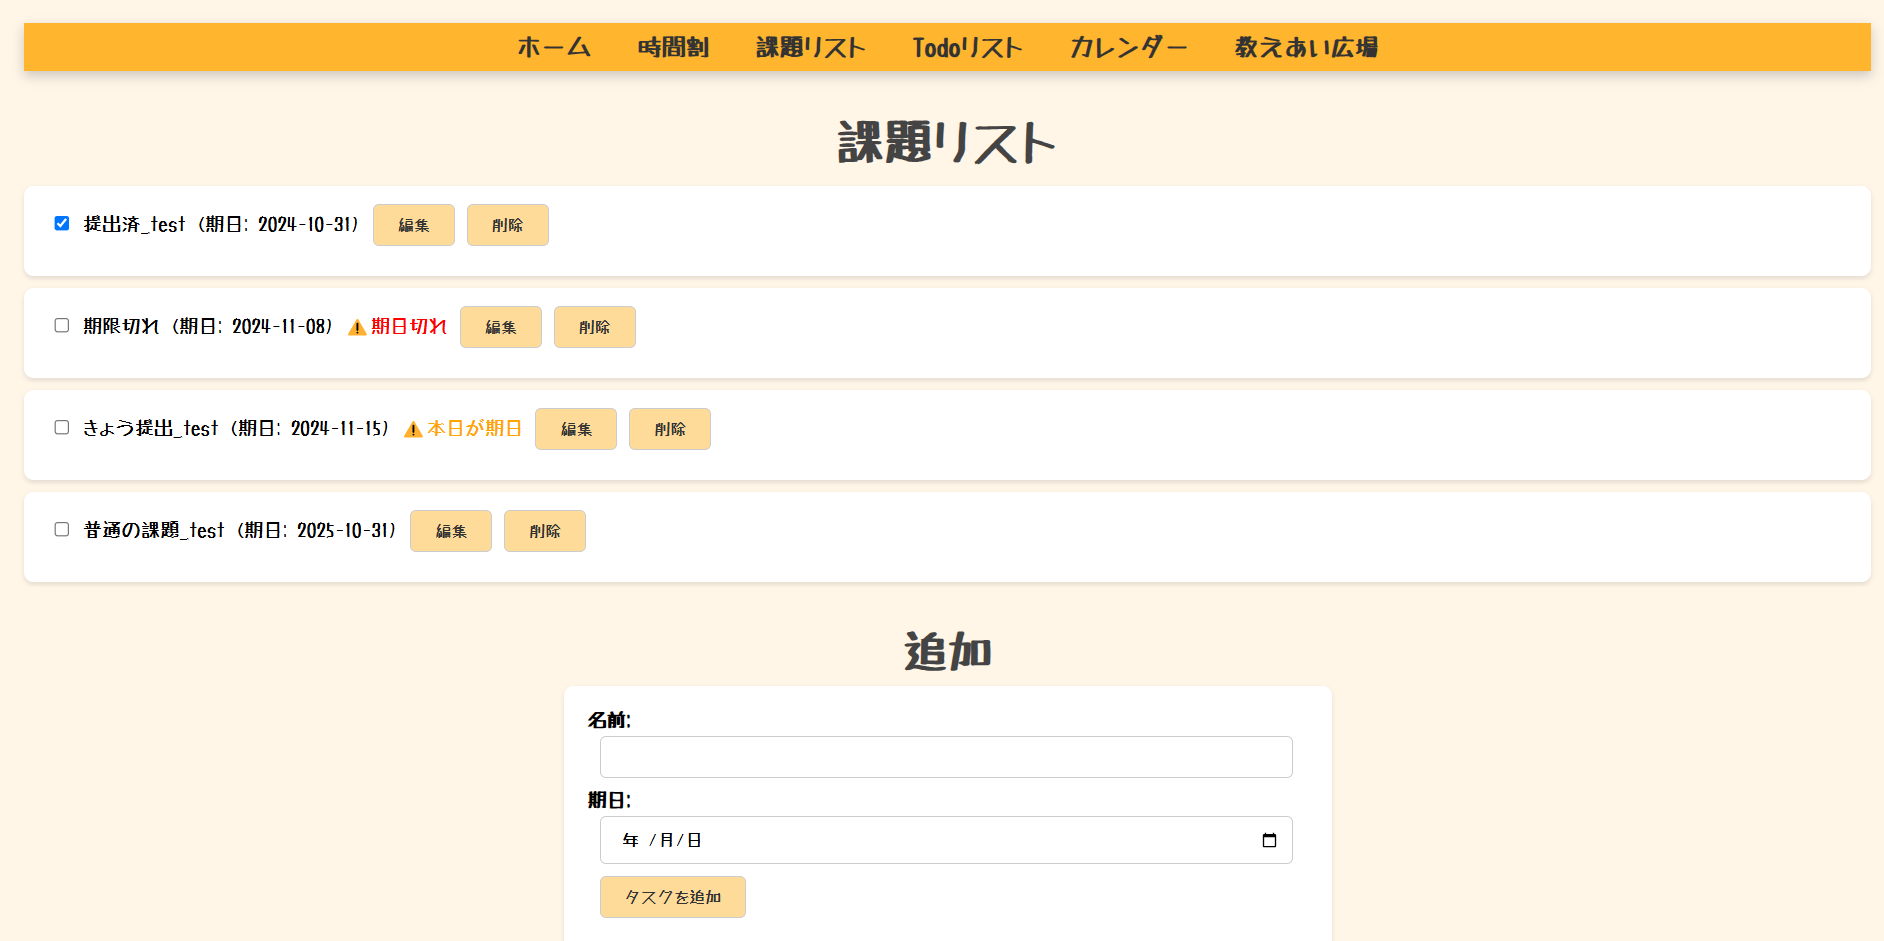 ホーム 時間割 課題リスト Todoリスト カレンダー 教えあい広場
課題リスト
提出済_test (期日: 2024-10-31) 編集 削除
期限切れ (期日: 2024-11-08) ⚠期日切れ 編集 削除
きょう提出_test (期日: 2024-11-15) ⚠本日が期日 編集 削除
普通の課題_test (期日: 2025-10-31) 編集 削除
追加
名前:
期日:
年 /月/日
タスクを追加